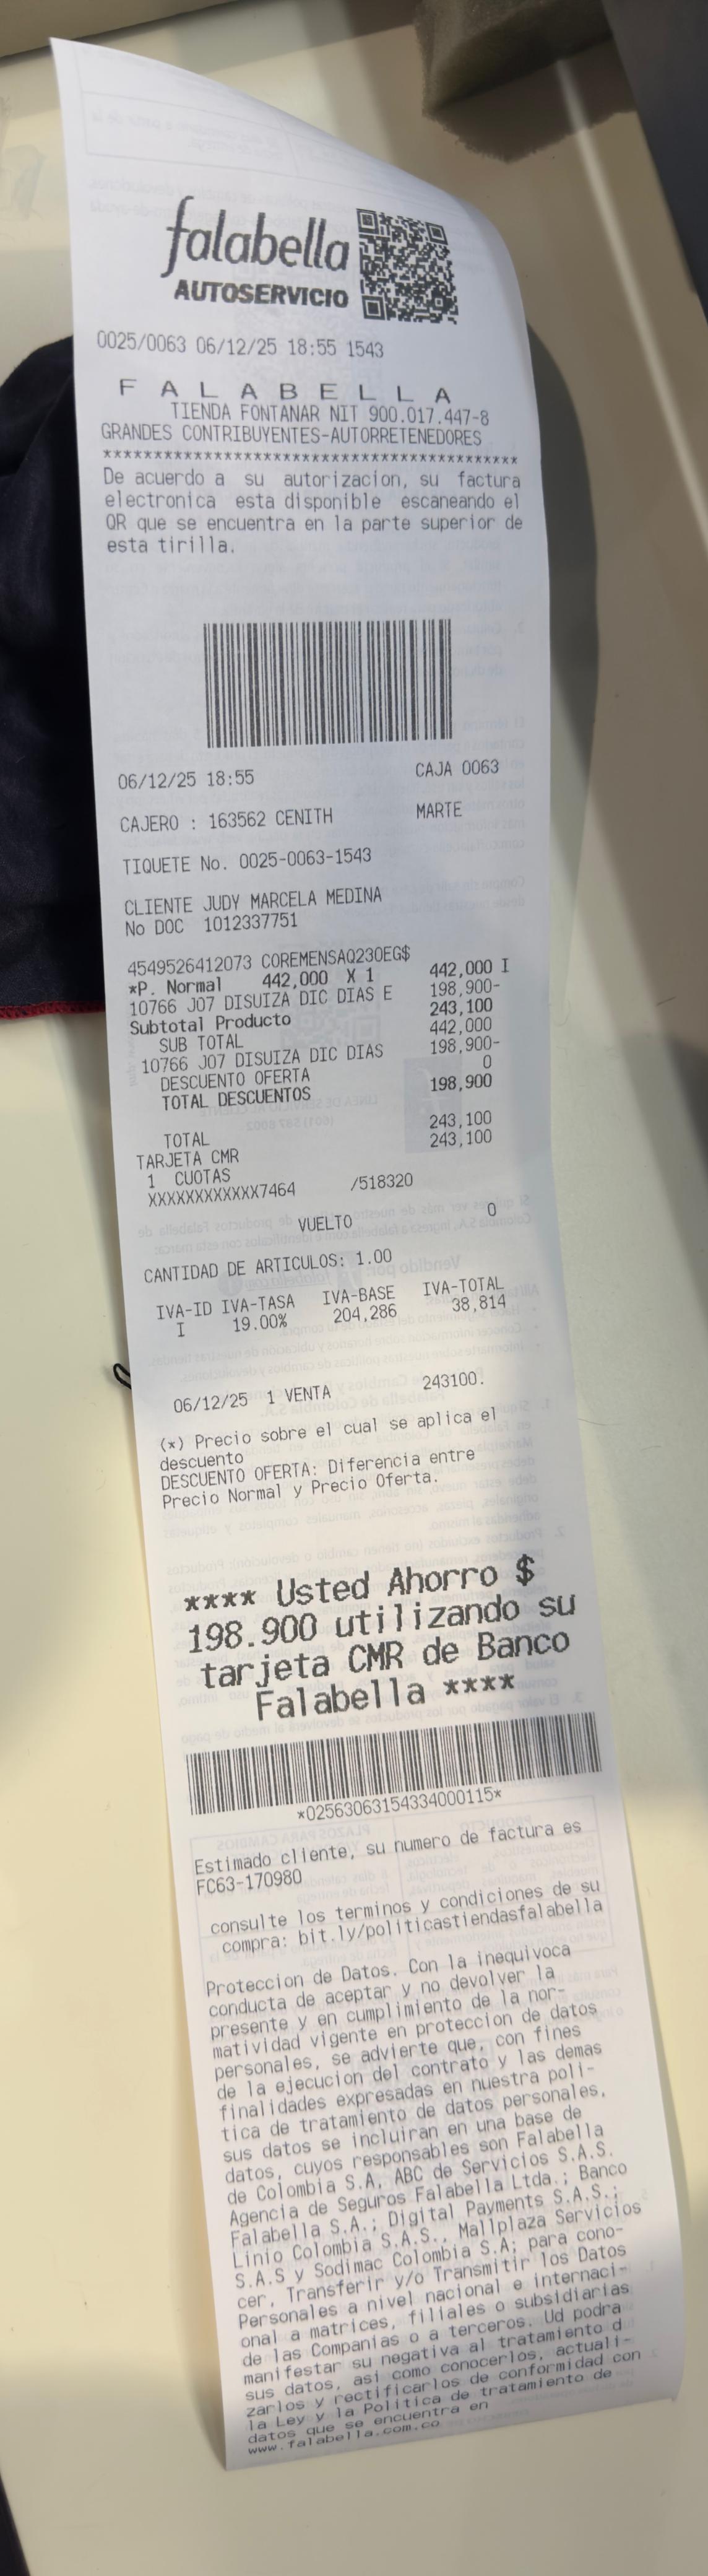 falabella
AUTOSERVICIO
0025/0063 06/12/25 18:55 1543
F A L A B E L L A
TIENDA FONTANAR NIT 900.017.447-8
GRANDES CONTRIBUYENTES-AUTORRETENEDORES
******************************************
De acuerdo a su autorizacion, su factura
electronica esta disponible escaneando el
QR que se encuentra en la parte superior de
esta tirilla.
06/12/25 18:55 CAJA 0063
CAJERO : 163562 CENITH MARTE
TIQUETE No. 0025-0063-1543
CLIENTE JUDY MARCELA MEDINA
No DOC 1012337751
4549526412073 COREMENSAQ230EG$
*P. Normal 442,000 X 1 442,000 I
10766 J07 DISUIZA DIC DIAS E 198,900-
Subtotal Producto 243,100
SUB TOTAL 442,000
10766 J07 DISUIZA DIC DIAS 198,900-
DESCUENTO OFERTA 0
TOTAL DESCUENTOS 198,900
TOTAL 243,100
TARJETA CMR 243,100
1 CUOTAS
XXXXXXXXXXXX7464 /518320
VUELTO 0
CANTIDAD DE ARTICULOS: 1.00
IVA-ID IVA-TASA IVA-BASE IVA-TOTAL
I 19.00% 204,286 38,814
06/12/25 1 VENTA 243100.
(*) Precio sobre el cual se aplica el
descuento
DESCUENTO OFERTA: Diferencia entre
Precio Normal y Precio Oferta.
**** Usted Ahorro $
198.900 utilizando su
tarjeta CMR de Banco
Falabella ****
*02563063154334000115*
Estimado cliente, su numero de factura es
FC63-170980
consulte los terminos y condiciones de su
compra: bit.ly/politicastiendasfalabella
Proteccion de Datos. Con la inequivoca
conducta de aceptar y no devolver la
presente y en cumplimiento de la nor-
matividad vigente en proteccion de datos
personales, se advierte que, con fines
de la ejecucion del contrato y las demas
finalidades expresadas en nuestra poli-
tica de tratamiento de datos personales,
sus datos se incluiran en una base de
datos, cuyos responsables son Falabella
de Colombia S.A, ABC de Servicios S.A.S.
Agencia de Seguros Falabella Ltda.; Banco
Falabella S.A.; Digital Payments S.A.S.;
Linio Colombia S.A.S., Mallplaza Servicios
S.A.S y Sodimac Colombia S.A; para cono-
cer, Transferir y/o Transmitir los Datos
Personales a nivel nacional e internaci-
onal a matrices, filiales o subsidiarias
de las Companias o a terceros. Ud podra
manifestar su negativa al tratamiento d
sus datos, asi como conocerlos, actuali-
zarlos y rectificarlos de conformidad con
la Ley y la Politica de tratamiento de
datos que se encuentra en
www.falabella.com.co